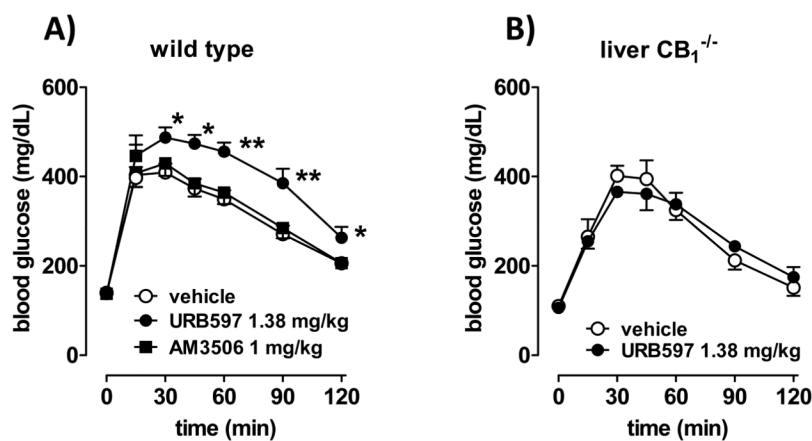 A)
wild type
blood glucose (mg/dL)
600
400
200
0
* * ** ** *
vehicle
URB597 1.38 mg/kg
AM3506 1 mg/kg
0 30 60 90 120
time (min)
B)
liver CB₁⁻/⁻
blood glucose (mg/dL)
600
400
200
0
vehicle
URB597 1.38 mg/kg
0 30 60 90 120
time (min)